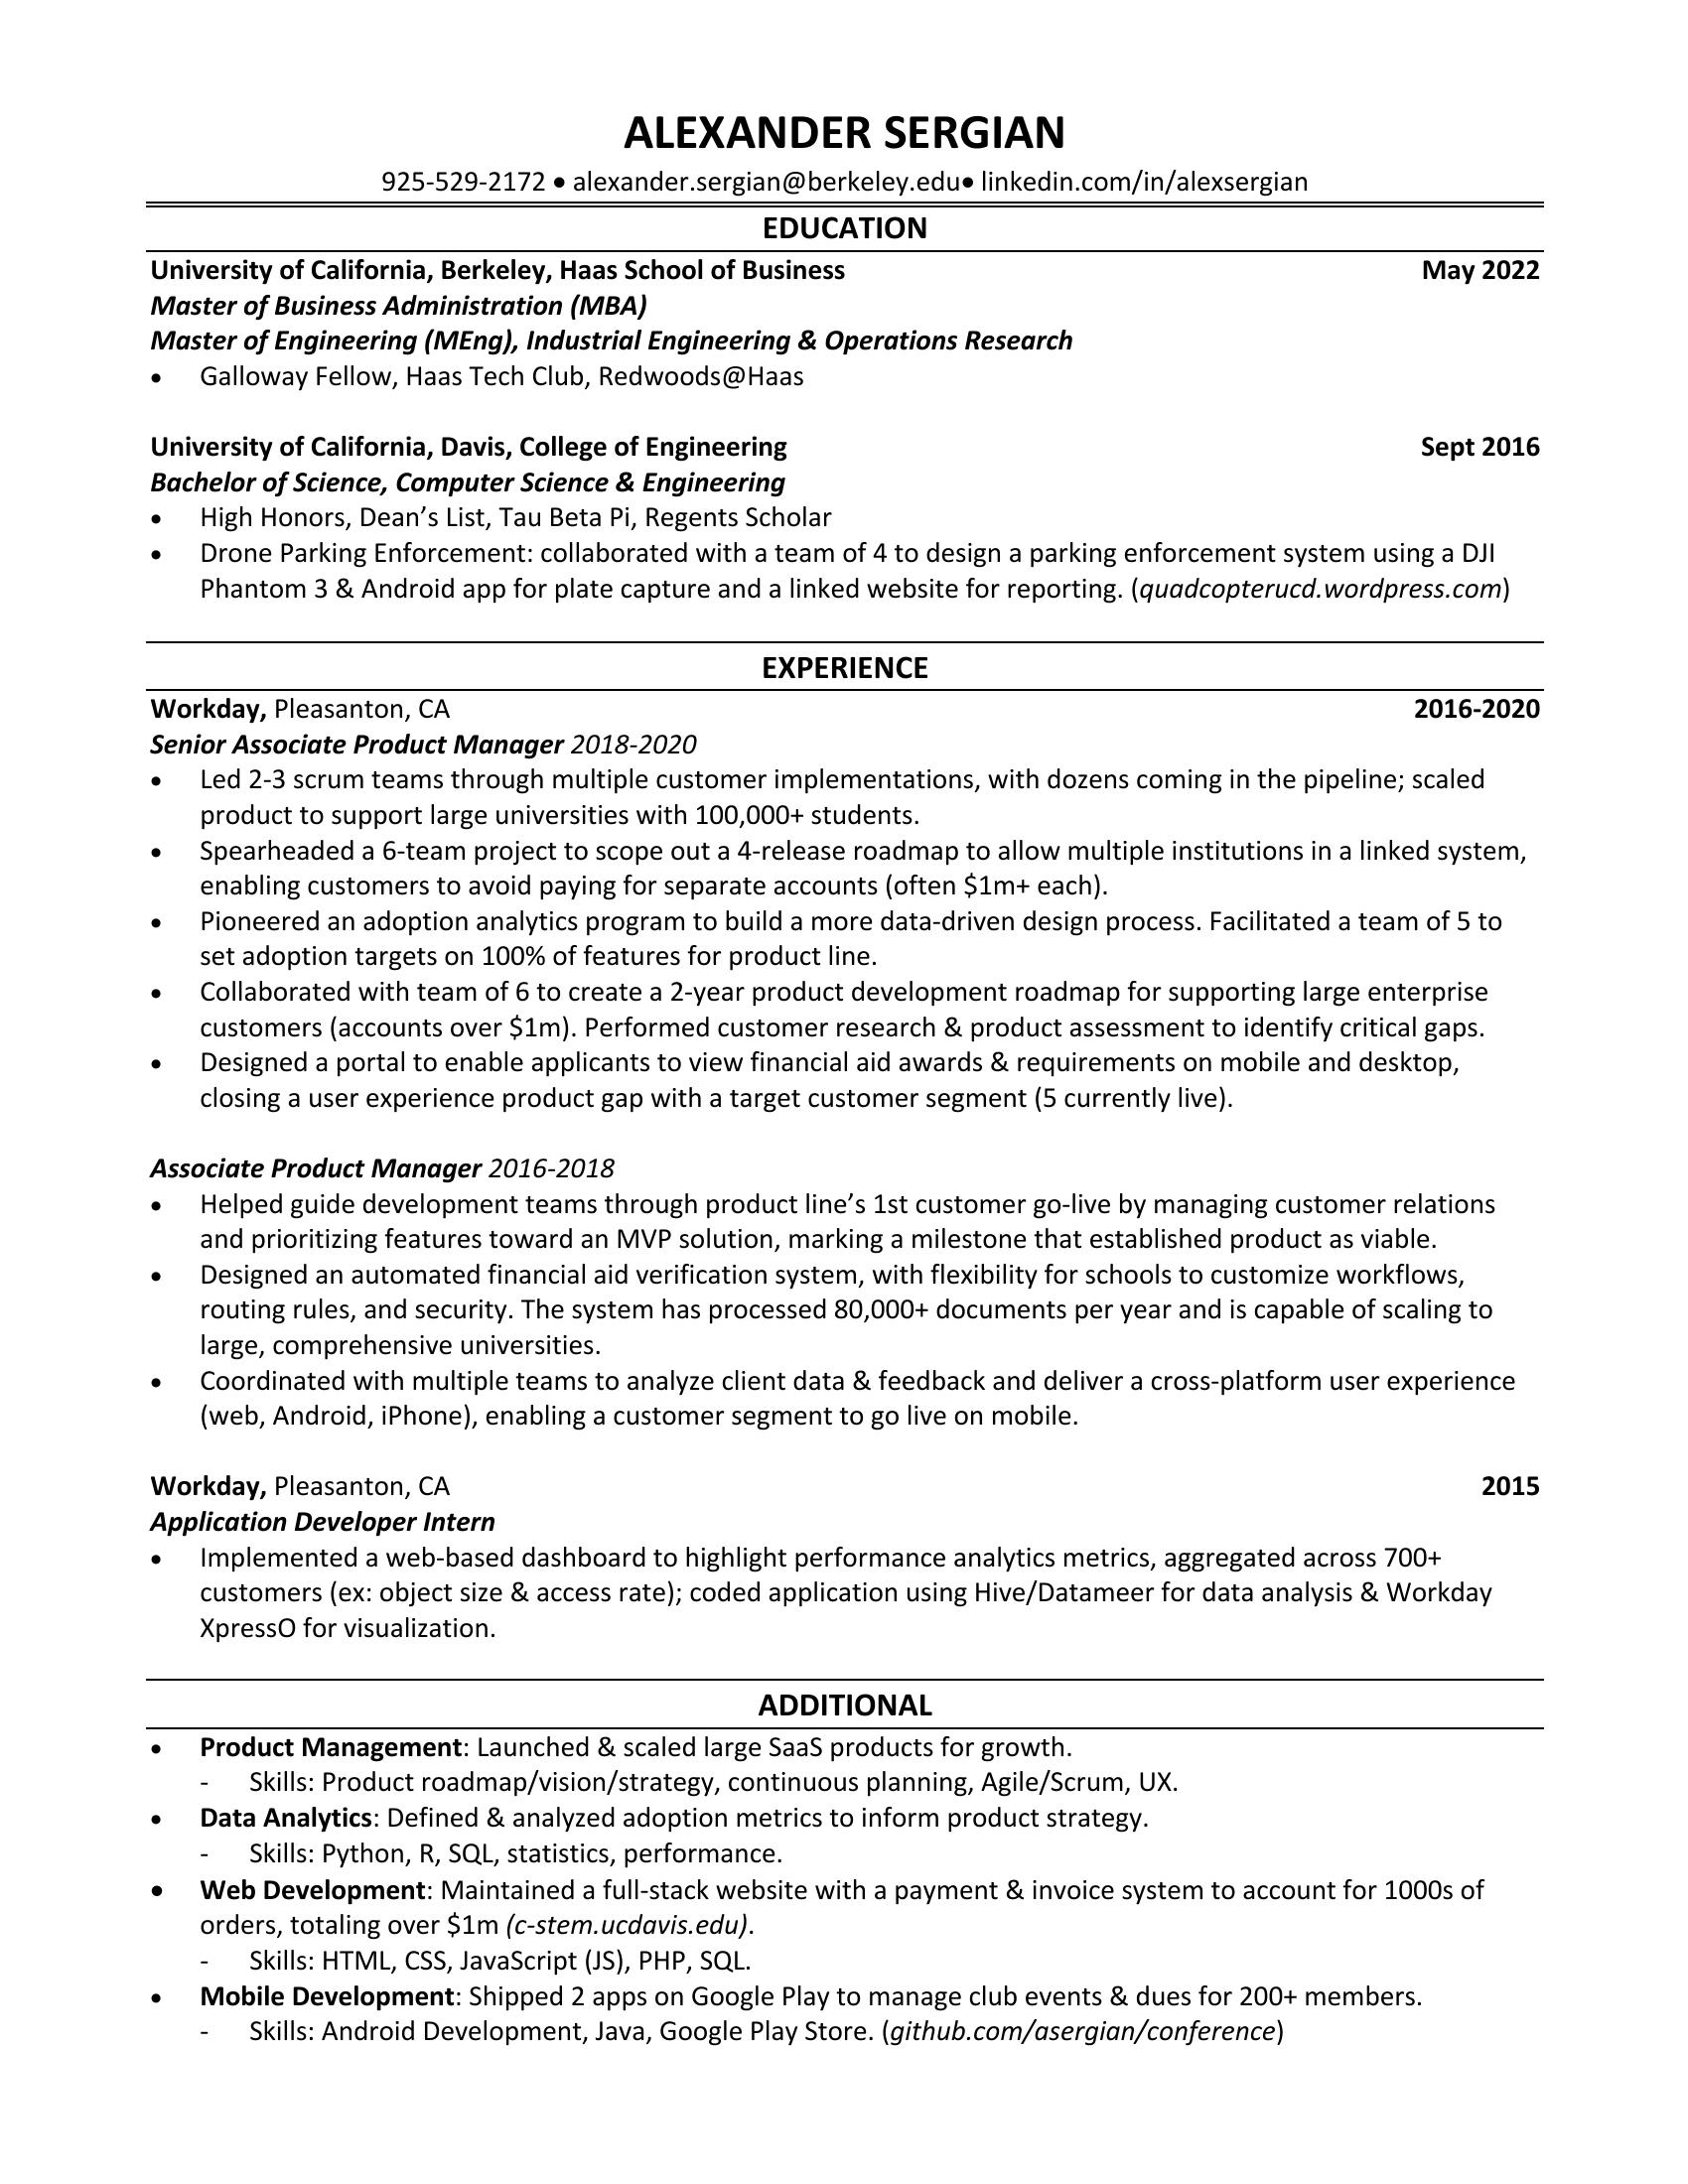 ALEXANDER SERGIAN
925-529-2172 • alexander.sergian@berkeley.edu• linkedin.com/in/alexsergian
EDUCATION
University of California, Berkeley, Haas School of Business May 2022
Master of Business Administration (MBA)
Master of Engineering (MEng), Industrial Engineering & Operations Research
• Galloway Fellow, Haas Tech Club, Redwoods@Haas
University of California, Davis, College of Engineering Sept 2016
Bachelor of Science, Computer Science & Engineering
• High Honors, Dean’s List, Tau Beta Pi, Regents Scholar
• Drone Parking Enforcement: collaborated with a team of 4 to design a parking enforcement system using a DJI
Phantom 3 & Android app for plate capture and a linked website for reporting. (quadcopterucd.wordpress.com)
EXPERIENCE
Workday, Pleasanton, CA 2016-2020
Senior Associate Product Manager 2018-2020
• Led 2-3 scrum teams through multiple customer implementations, with dozens coming in the pipeline; scaled
product to support large universities with 100,000+ students.
• Spearheaded a 6-team project to scope out a 4-release roadmap to allow multiple institutions in a linked system,
enabling customers to avoid paying for separate accounts (often $1m+ each).
• Pioneered an adoption analytics program to build a more data-driven design process. Facilitated a team of 5 to
set adoption targets on 100% of features for product line.
• Collaborated with team of 6 to create a 2-year product development roadmap for supporting large enterprise
customers (accounts over $1m). Performed customer research & product assessment to identify critical gaps.
• Designed a portal to enable applicants to view financial aid awards & requirements on mobile and desktop,
closing a user experience product gap with a target customer segment (5 currently live).
Associate Product Manager 2016-2018
• Helped guide development teams through product line’s 1st customer go-live by managing customer relations
and prioritizing features toward an MVP solution, marking a milestone that established product as viable.
• Designed an automated financial aid verification system, with flexibility for schools to customize workflows,
routing rules, and security. The system has processed 80,000+ documents per year and is capable of scaling to
large, comprehensive universities.
• Coordinated with multiple teams to analyze client data & feedback and deliver a cross-platform user experience
(web, Android, iPhone), enabling a customer segment to go live on mobile.
Workday, Pleasanton, CA 2015
Application Developer Intern
• Implemented a web-based dashboard to highlight performance analytics metrics, aggregated across 700+
customers (ex: object size & access rate); coded application using Hive/Datameer for data analysis & Workday
XpressO for visualization.
ADDITIONAL
• Product Management: Launched & scaled large SaaS products for growth.
- Skills: Product roadmap/vision/strategy, continuous planning, Agile/Scrum, UX.
• Data Analytics: Defined & analyzed adoption metrics to inform product strategy.
- Skills: Python, R, SQL, statistics, performance.
• Web Development: Maintained a full-stack website with a payment & invoice system to account for 1000s of
orders, totaling over $1m (c-stem.ucdavis.edu).
- Skills: HTML, CSS, JavaScript (JS), PHP, SQL.
• Mobile Development: Shipped 2 apps on Google Play to manage club events & dues for 200+ members.
- Skills: Android Development, Java, Google Play Store. (github.com/asergian/conference)